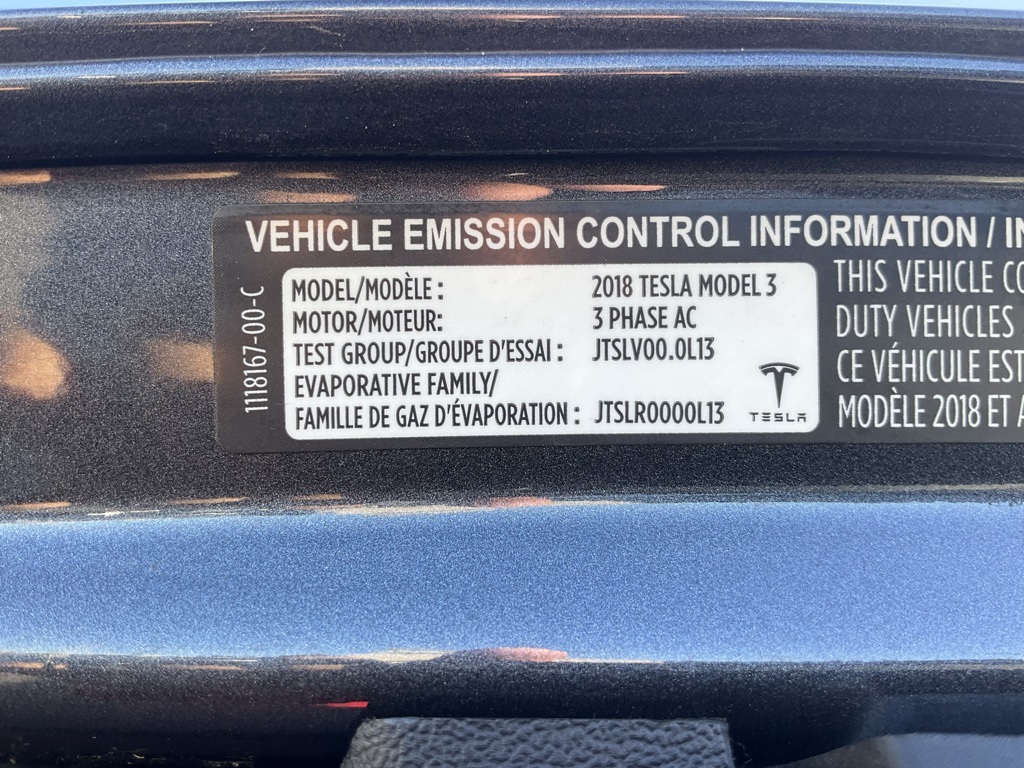 VEHICLE EMISSION CONTROL INFORMATION /
1118167-00-C
MODEL/MODÈLE : 2018 TESLA MODEL 3
MOTOR/MOTEUR: 3 PHASE AC
TEST GROUP/GROUPE D'ESSAI : JTSLV00.0L13
EVAPORATIVE FAMILY/
FAMILLE DE GAZ D'ÉVAPORATION : JTSLR0000L13
TESLA
THIS VEHICLE
DUTY VEHICLES
CE VÉHICULE EST
MODÈLE 2018 ET